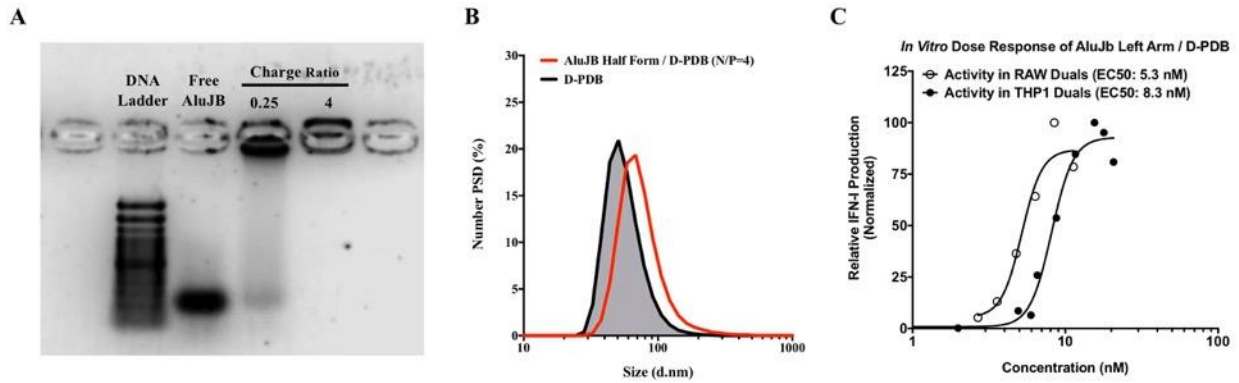 A
DNA
Ladder
Free
AluJB
Charge Ratio
0.25
4
B
AluJB Half Form / D-PDB (N/P=4)
D-PDB
Number PSD (%)
30
25
20
15
10
5
0
10
100
1000
Size (d.nm)
C
In Vitro Dose Response of AluJb Left Arm / D-PDB
Activity in RAW Duals (EC50: 5.3 nM)
Activity in THP1 Duals (EC50: 8.3 nM)
Relative IFN-I Production
(Normalized)
125
100
75
50
25
0
1
10
100
Concentration (nM)